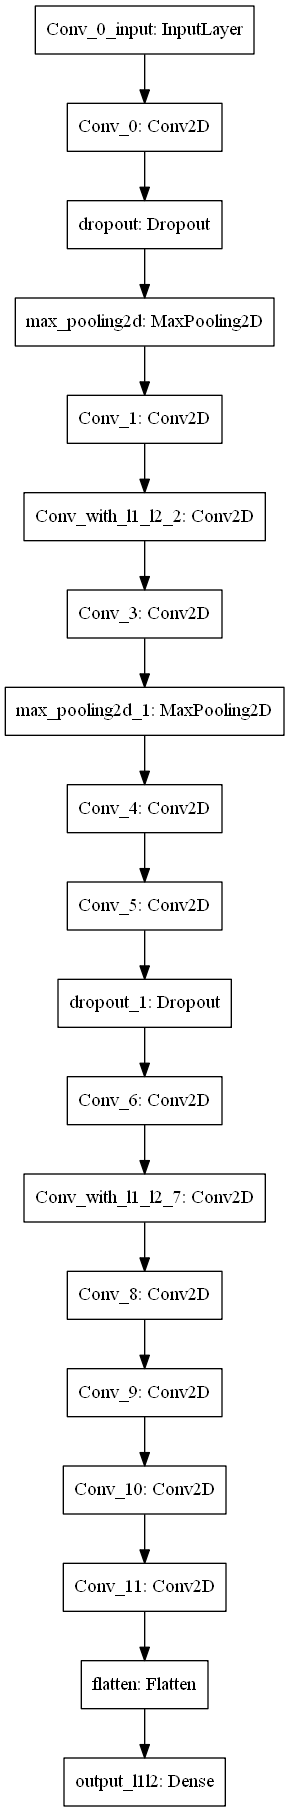 Conv_0_input: InputLayer
Conv_0: Conv2D
dropout: Dropout
max_pooling2d: MaxPooling2D
Conv_1: Conv2D
Conv_with_l1_l2_2: Conv2D
Conv_3: Conv2D
max_pooling2d_1: MaxPooling2D
Conv_4: Conv2D
Conv_5: Conv2D
dropout_1: Dropout
Conv_6: Conv2D
Conv_with_l1_l2_7: Conv2D
Conv_8: Conv2D
Conv_9: Conv2D
Conv_10: Conv2D
Conv_11: Conv2D
flatten: Flatten
output_l1l2: Dense